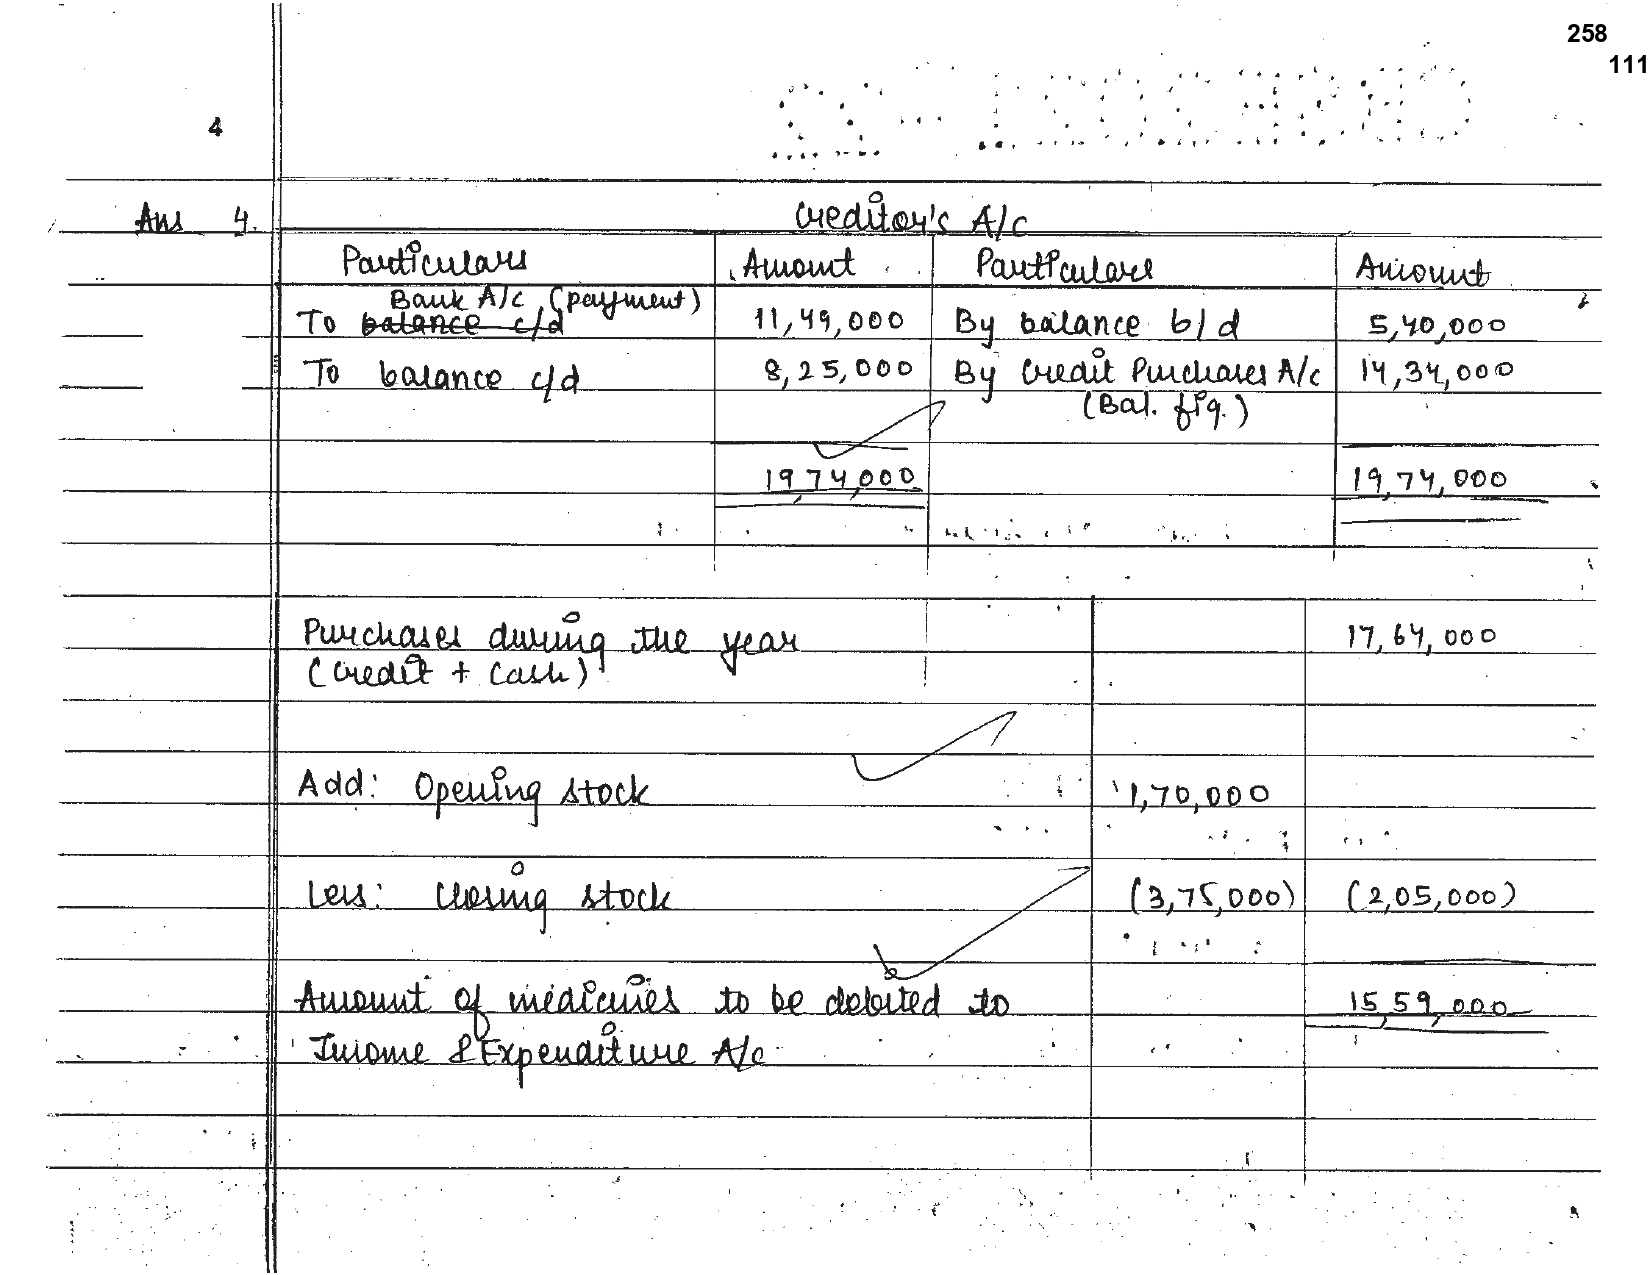 258
111
4
Ans 4.
Creditor's A/c
Particulars Amount Particulars Amount
Bank A/c (payment)
To balance c/d 11,49,000 By balance b/d 5,40,000
To balance c/d 8,25,000 By Credit Purchases A/c 14,34,000
(Bal. fig.)
19,74,000 19,74,000
Purchases during the year 17,64,000
(Credit + Cash)
Add: Opening stock 1,70,000
Less: Closing stock (3,75,000) (2,05,000)
Amount of medicines to be debited to 15,59,000
Income & Expenditure A/c